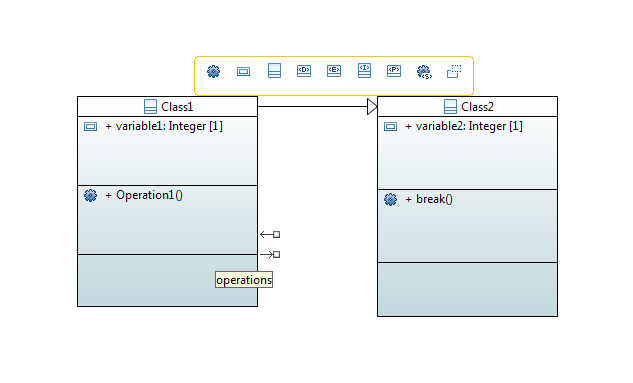 <D> <E> <I> <P> <S>
Class1
Class2
+ variable1: Integer [1]
+ variable2: Integer [1]
+ Operation1()
+ break()
operations